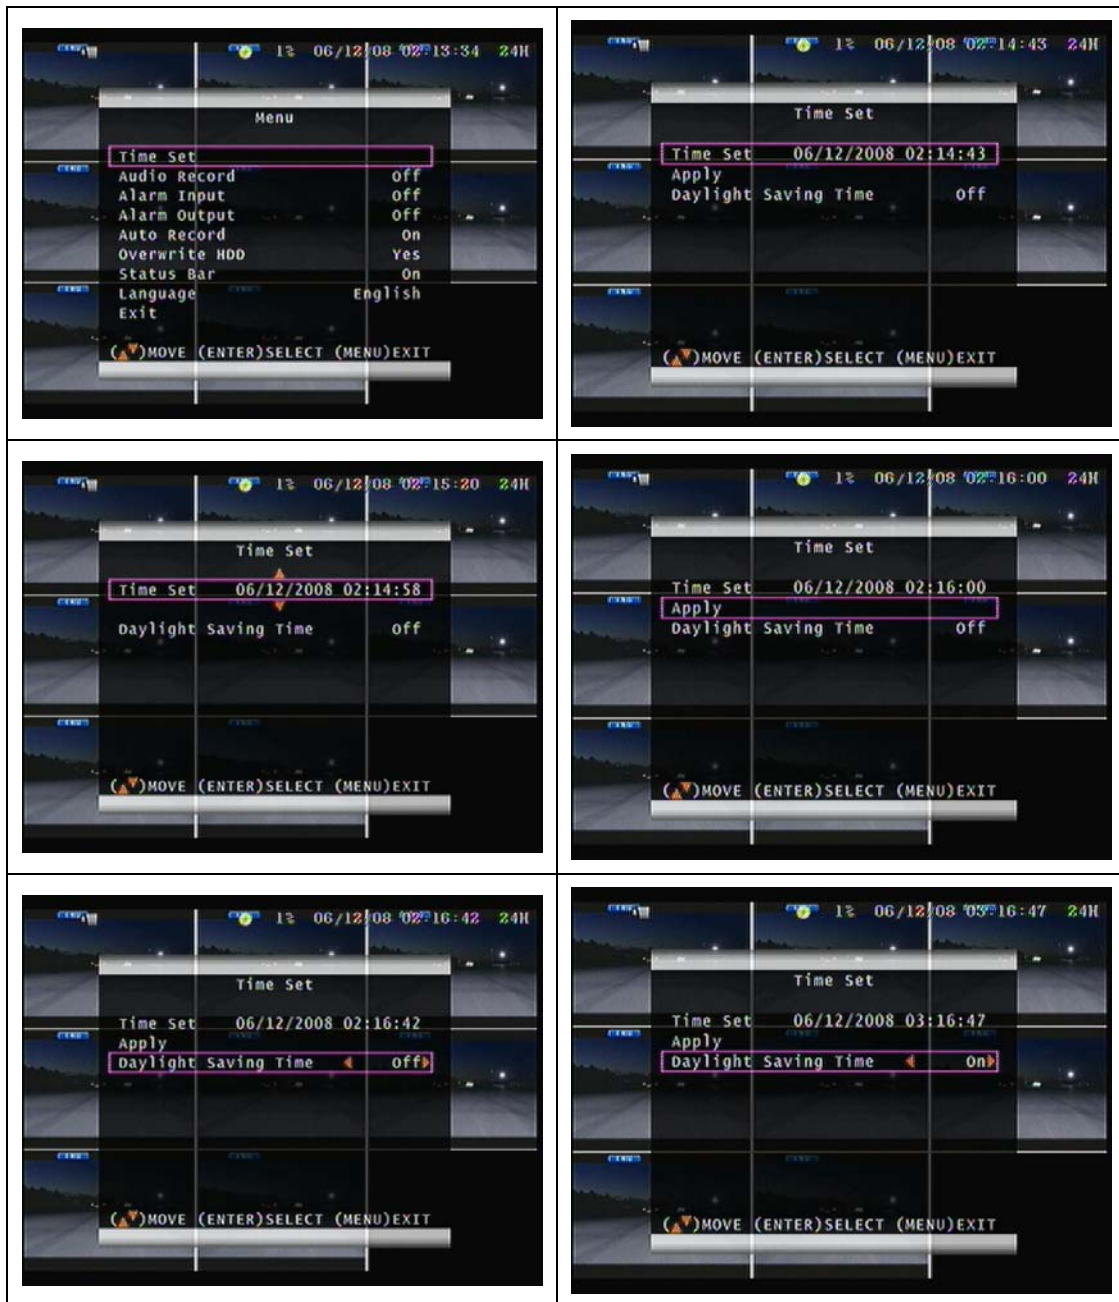 1% 06/12/08 02:13:34 24H
Menu
Time Set
Audio Record Off
Alarm Input Off
Alarm Output Off
Auto Record On
Overwrite HDD Yes
Status Bar On
Language English
Exit
(▲▼)MOVE (ENTER)SELECT (MENU)EXIT
1% 06/12/08 02:14:43 24H
Time Set
Time Set 06/12/2008 02:14:43
Apply
Daylight Saving Time Off
(▲▼)MOVE (ENTER)SELECT (MENU)EXIT
1% 06/12/08 02:15:20 24H
Time Set
Time Set 06/12/2008 02:14:58
Daylight Saving Time Off
(▲▼)MOVE (ENTER)SELECT (MENU)EXIT
1% 06/12/08 02:16:00 24H
Time Set
Time Set 06/12/2008 02:16:00
Apply
Daylight Saving Time Off
(▲▼)MOVE (ENTER)SELECT (MENU)EXIT
1% 06/12/08 02:16:42 24H
Time Set
Time Set 06/12/2008 02:16:42
Apply
Daylight Saving Time ◀ Off▶
(▲▼)MOVE (ENTER)SELECT (MENU)EXIT
1% 06/12/08 03:16:47 24H
Time Set
Time Set 06/12/2008 03:16:47
Apply
Daylight Saving Time ◀ On▶
(▲▼)MOVE (ENTER)SELECT (MENU)EXIT